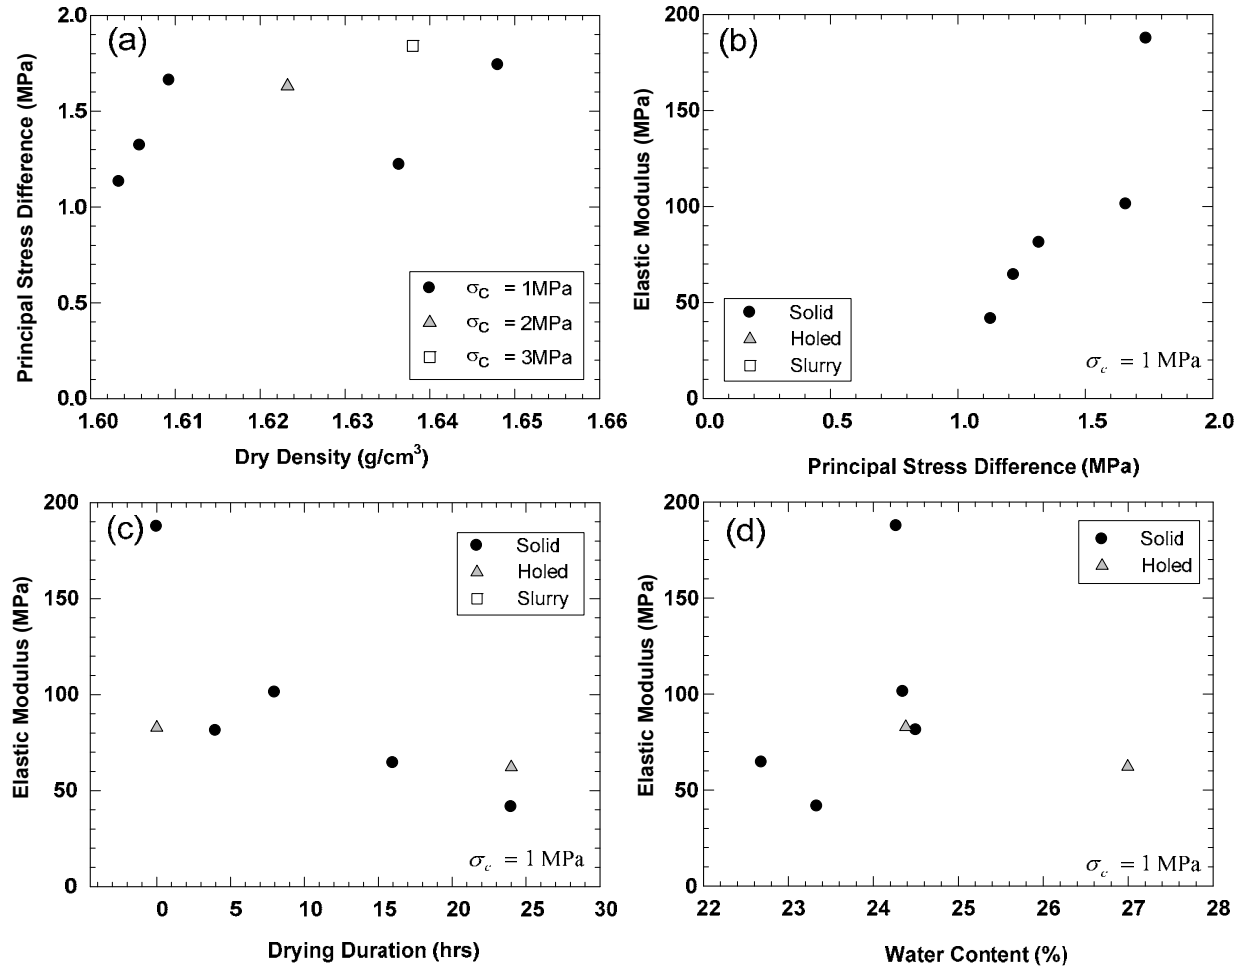 (a)
Principal Stress Difference (MPa)
2.0
1.5
1.0
0.5
0.0
σc = 1MPa
σc = 2MPa
σc = 3MPa
1.60 1.61 1.62 1.63 1.64 1.65 1.66
Dry Density (g/cm³)
(b)
Elastic Modulus (MPa)
200
150
100
50
0
Solid
Holed
Slurry
σc = 1 MPa
0.0 0.5 1.0 1.5 2.0
Principal Stress Difference (MPa)
(c)
Elastic Modulus (MPa)
200
150
100
50
0
Solid
Holed
Slurry
σc = 1 MPa
0 5 10 15 20 25 30
Drying Duration (hrs)
(d)
Elastic Modulus (MPa)
200
150
100
50
0
Solid
Holed
σc = 1 MPa
22 23 24 25 26 27 28
Water Content (%)